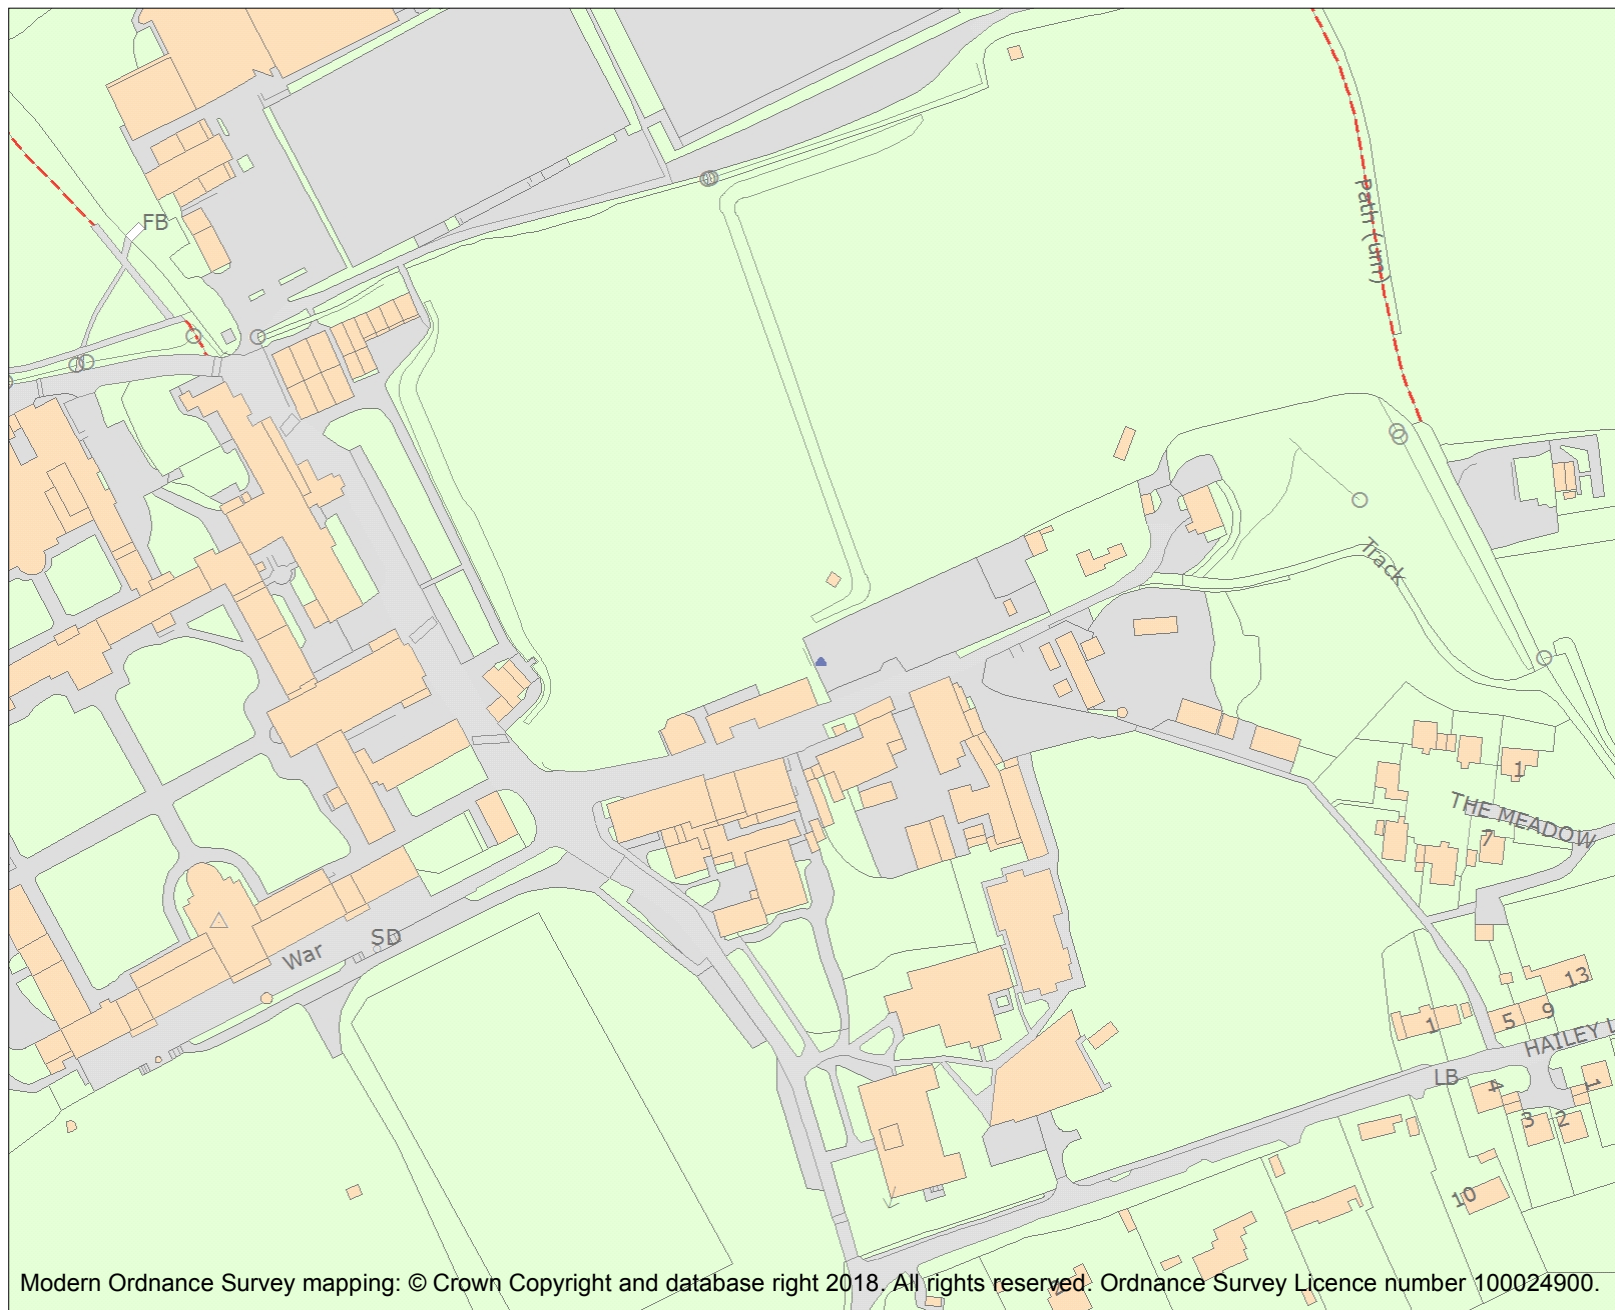 FB
Path (um)
Track
1
THE MEADOW
7
War
SD
13
9
5
1
HAILEY L
LB
4
1
3
2
10
Modern Ordnance Survey mapping: © Crown Copyright and database right 2018. All rights reserved. Ordnance Survey Licence number 100024900.